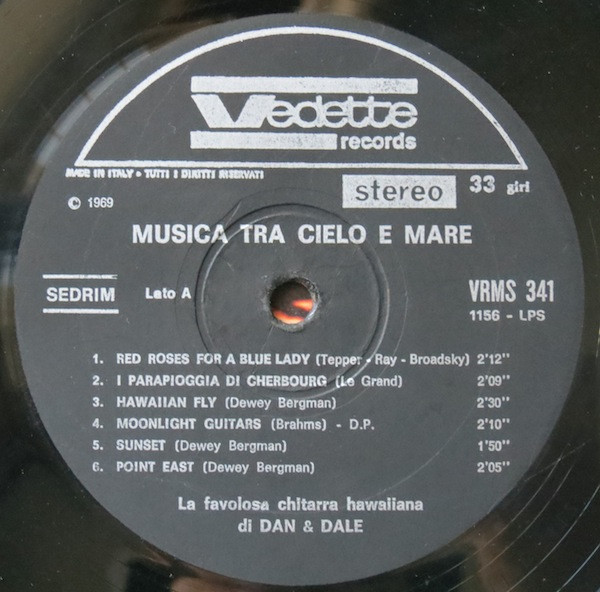 Vedette
records
MADE IN ITALY • TUTTI I DIRITTI RISERVATI
stereo 33 giri
© 1969
MUSICA TRA CIELO E MARE
SEDRIM Lato A VRMS 341
1156 - LPS
1. RED ROSES FOR A BLUE LADY (Tepper - Ray - Broadsky) 2'12"
2. I PARAPIOGGIA DI CHERBOURG (Le Grand) 2'09"
3. HAWAIIAN FLY (Dewey Bergman) 2'30"
4. MOONLIGHT GUITARS (Brahms) - D.P. 2'10"
5. SUNSET (Dewey Bergman) 1'50"
6. POINT EAST (Dewey Bergman) 2'05"
La favolosa chitarra hawaiiana
di DAN & DALE